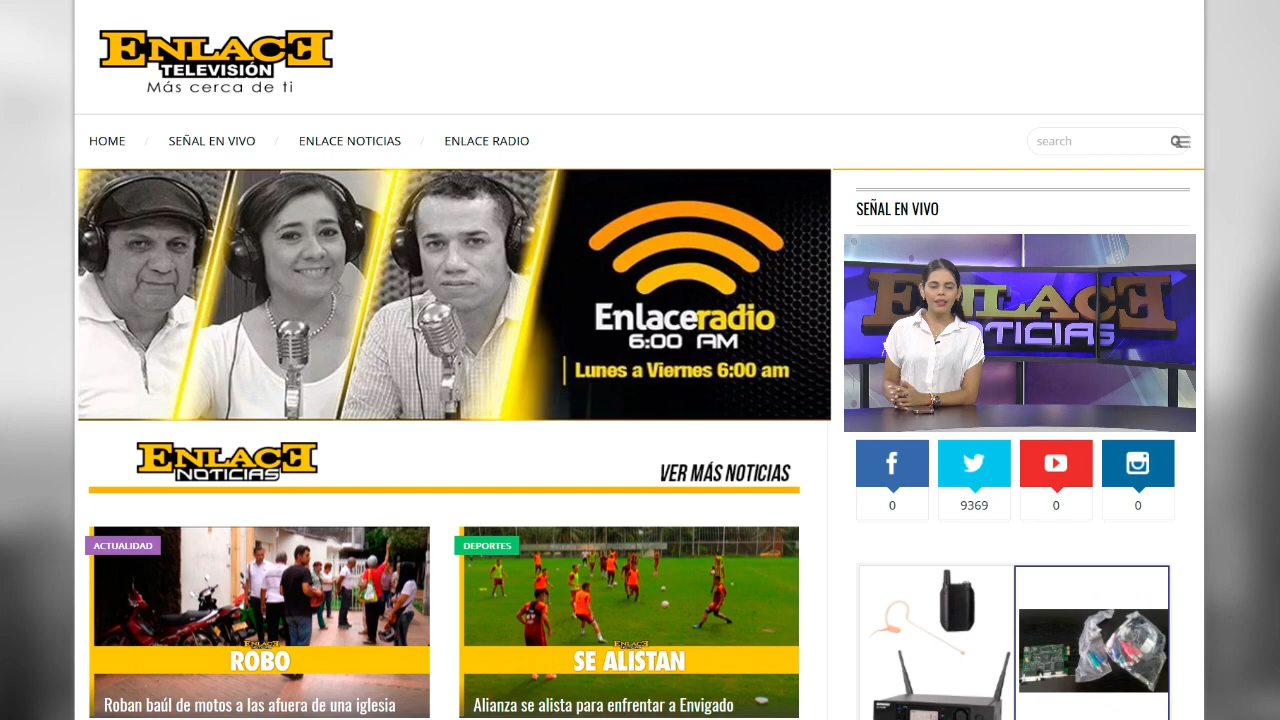 ENLACE
TELEVISIÓN
Más cerca de ti
HOME / SEÑAL EN VIVO / ENLACE NOTICIAS / ENLACE RADIO
search
Enlaceradio
6:00 AM
Lunes a Viernes 6:00 am
SEÑAL EN VIVO
ENLACE
NOTICIAS
0
9369
0
0
ENLACE
NOTICIAS
VER MÁS NOTICIAS
ACTUALIDAD
ENLACE
ROBO
Roban baúl de motos a las afuera de una iglesia
DEPORTES
ENLACE
SE ALISTAN
Alianza se alista para enfrentar a Envigado